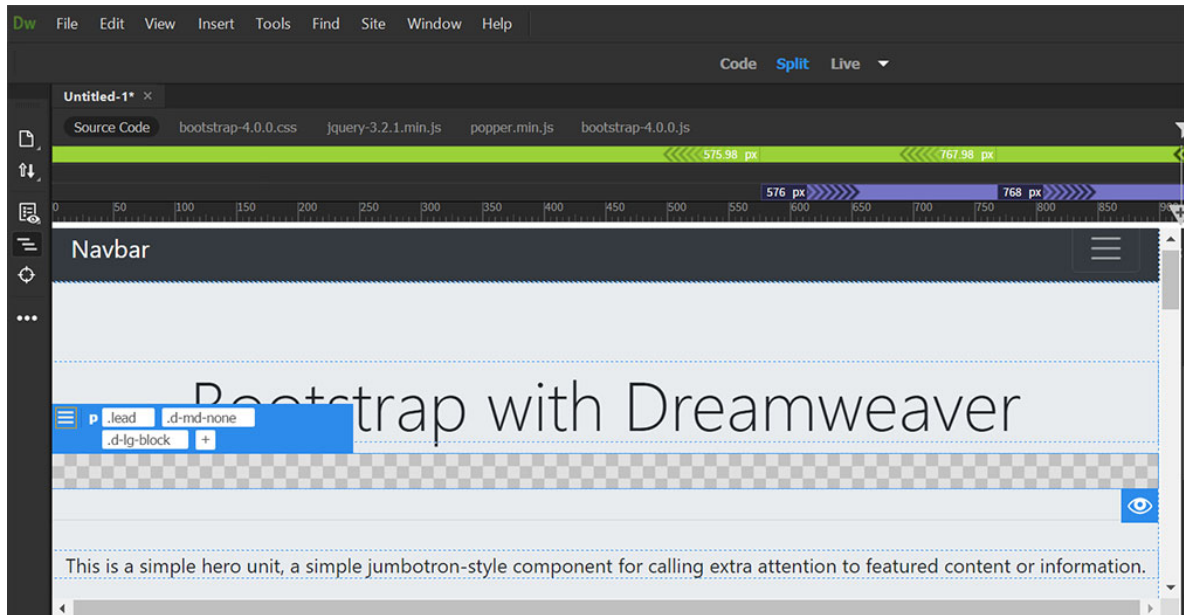 Dw File Edit View Insert Tools Find Site Window Help
Code Split Live
Untitled-1* ×
Source Code bootstrap-4.0.0.css jquery-3.2.1.min.js popper.min.js bootstrap-4.0.0.js
575.98 px 767.98 px
576 px 768 px
0 50 100 150 200 250 300 350 400 450 500 550 600 650 700 750 800 850 900
Navbar
Bootstrap with Dreamweaver
p .lead .d-md-none
.d-lg-block +
This is a simple hero unit, a simple jumbotron-style component for calling extra attention to featured content or information.